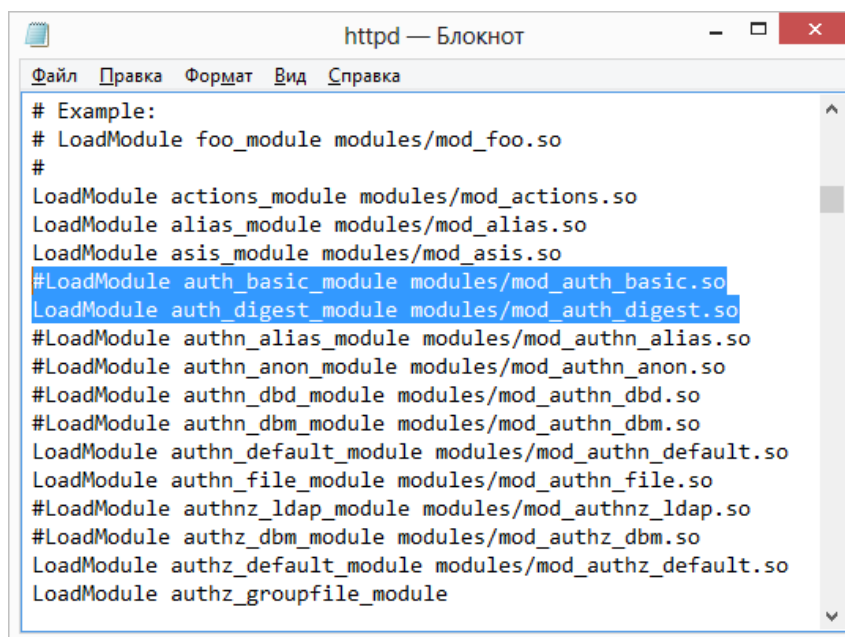 httpd — Блокнот
Файл Правка Формат Вид Справка
# Example:
# LoadModule foo_module modules/mod_foo.so
#
LoadModule actions_module modules/mod_actions.so
LoadModule alias_module modules/mod_alias.so
LoadModule asis_module modules/mod_asis.so
#LoadModule auth_basic_module modules/mod_auth_basic.so
LoadModule auth_digest_module modules/mod_auth_digest.so
#LoadModule authn_alias_module modules/mod_authn_alias.so
#LoadModule authn_anon_module modules/mod_authn_anon.so
#LoadModule authn_dbd_module modules/mod_authn_dbd.so
#LoadModule authn_dbm_module modules/mod_authn_dbm.so
LoadModule authn_default_module modules/mod_authn_default.so
LoadModule authn_file_module modules/mod_authn_file.so
#LoadModule authnz_ldap_module modules/mod_authnz_ldap.so
#LoadModule authz_dbm_module modules/mod_authz_dbm.so
LoadModule authz_default_module modules/mod_authz_default.so
LoadModule authz_groupfile_module